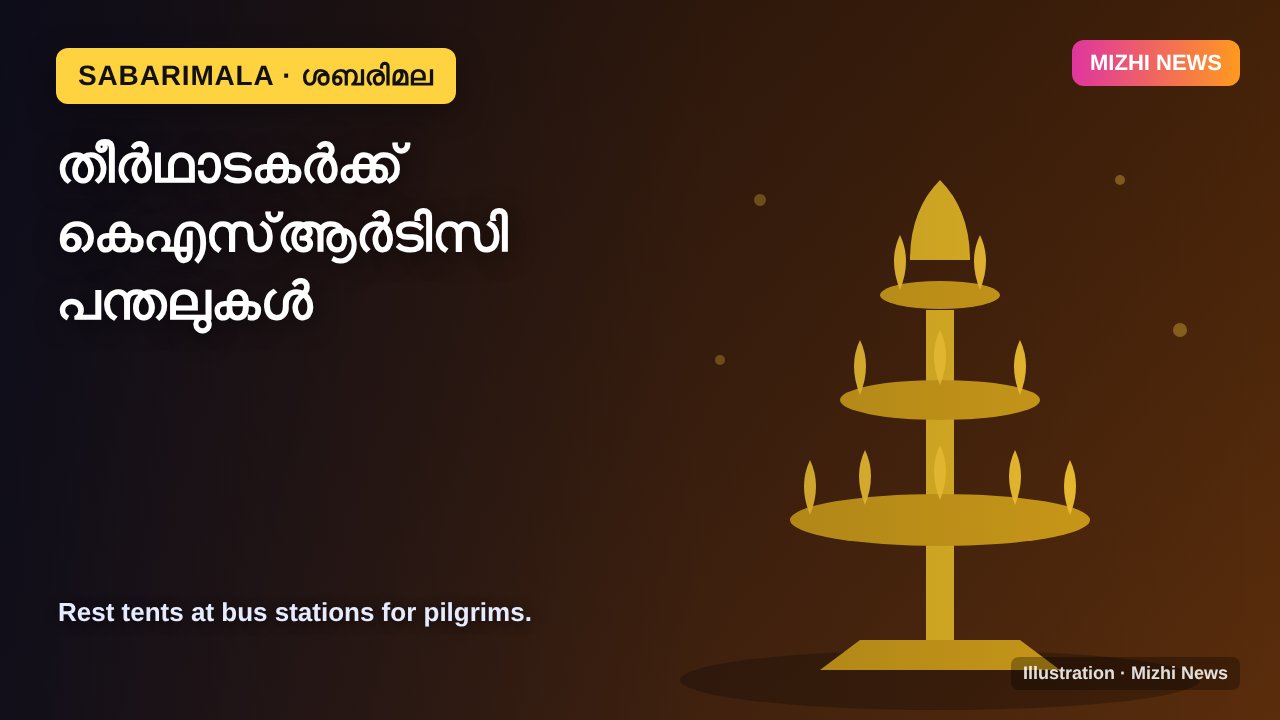 SABARIMALA · ശബരിമല
MIZHI NEWS
തീർഥാടകർക്ക്
കെഎസ്ആർടിസി
പന്തലുകൾ
Rest tents at bus stations for pilgrims.
Illustration · Mizhi News